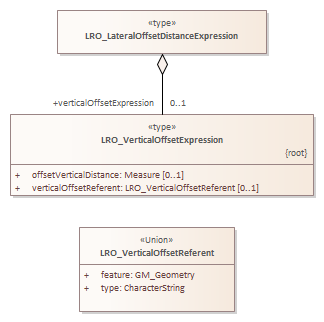 «type»
LRO_LateralOffsetDistanceExpression
+verticalOffsetExpression 0..1
«type»
LRO_VerticalOffsetExpression
{root}
+ offsetVerticalDistance: Measure [0..1]
+ verticalOffsetReferent: LRO_VerticalOffsetReferent [0..1]
«Union»
LRO_VerticalOffsetReferent
+ feature: GM_Geometry
+ type: CharacterString